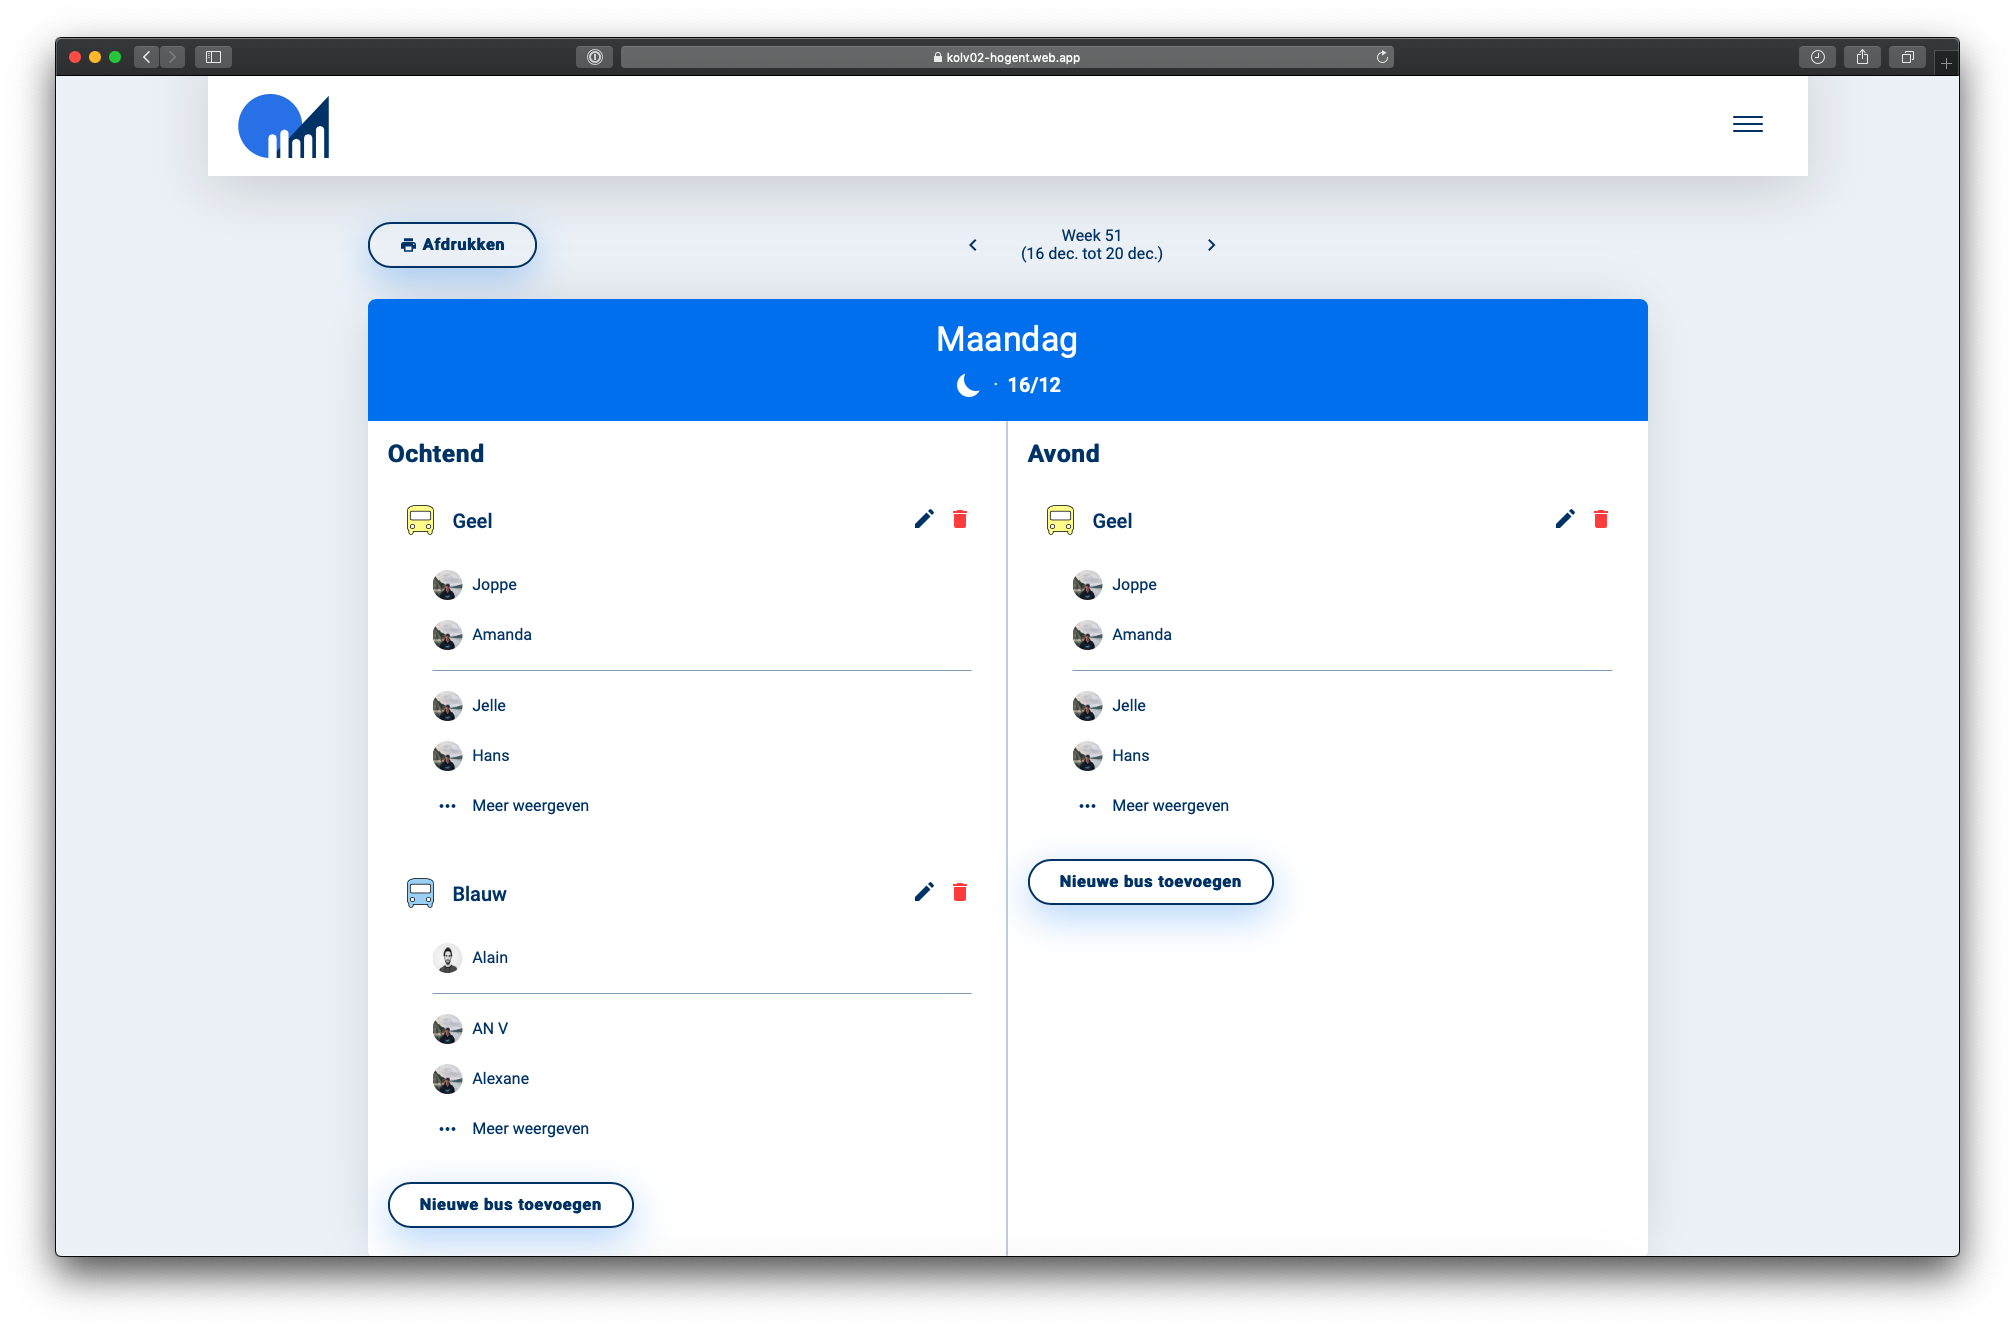 kolv02-hogent.web.app
Afdrukken
Week 51
(16 dec. tot 20 dec.)
Maandag
· 16/12
Ochtend
Geel
Joppe
Amanda
Jelle
Hans
Meer weergeven
Blauw
Alain
AN V
Alexane
Meer weergeven
Nieuwe bus toevoegen
Avond
Geel
Joppe
Amanda
Jelle
Hans
Meer weergeven
Nieuwe bus toevoegen